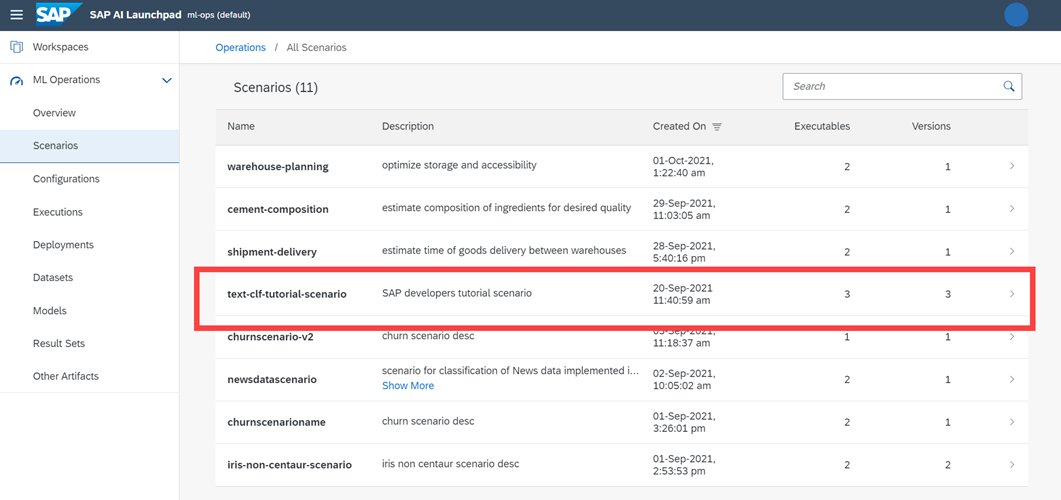 SAP SAP AI Launchpad ml-ops (default)
Workspaces
ML Operations
Overview
Scenarios
Configurations
Executions
Deployments
Datasets
Models
Result Sets
Other Artifacts
Operations / All Scenarios
Scenarios (11)
Search
Name Description Created On Executables Versions
warehouse-planning optimize storage and accessibility 01-Oct-2021, 2 1
1:22:40 am
cement-composition estimate composition of ingredients for desired quality 29-Sep-2021, 2 1
11:03:05 am
shipment-delivery estimate time of goods delivery between warehouses 28-Sep-2021, 2 1
5:40:16 pm
text-clf-tutorial-scenario SAP developers tutorial scenario 20-Sep-2021 3 3
11:40:59 am
churnscenario-v2 churn scenario desc 1 1
11:18:37 am
newsdatascenario scenario for classification of News data implemented i... 02-Sep-2021, 2 1
Show More 10:05:02 am
churnscenarioname churn scenario desc 01-Sep-2021, 2 1
3:26:01 pm
iris-non-centaur-scenario iris non centaur scenario desc 01-Sep-2021, 2 2
2:53:53 pm